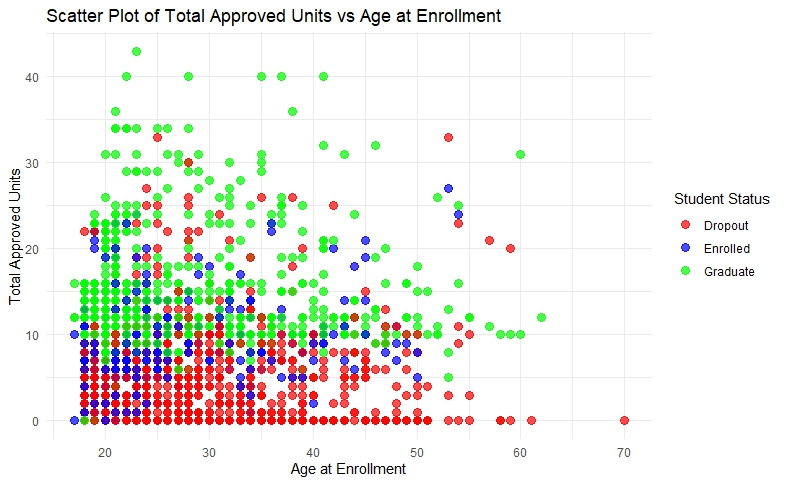 Scatter Plot of Total Approved Units vs Age at Enrollment
Total Approved Units
40
30
20
10
0
20 30 40 50 60 70
Age at Enrollment
Student Status
Dropout
Enrolled
Graduate